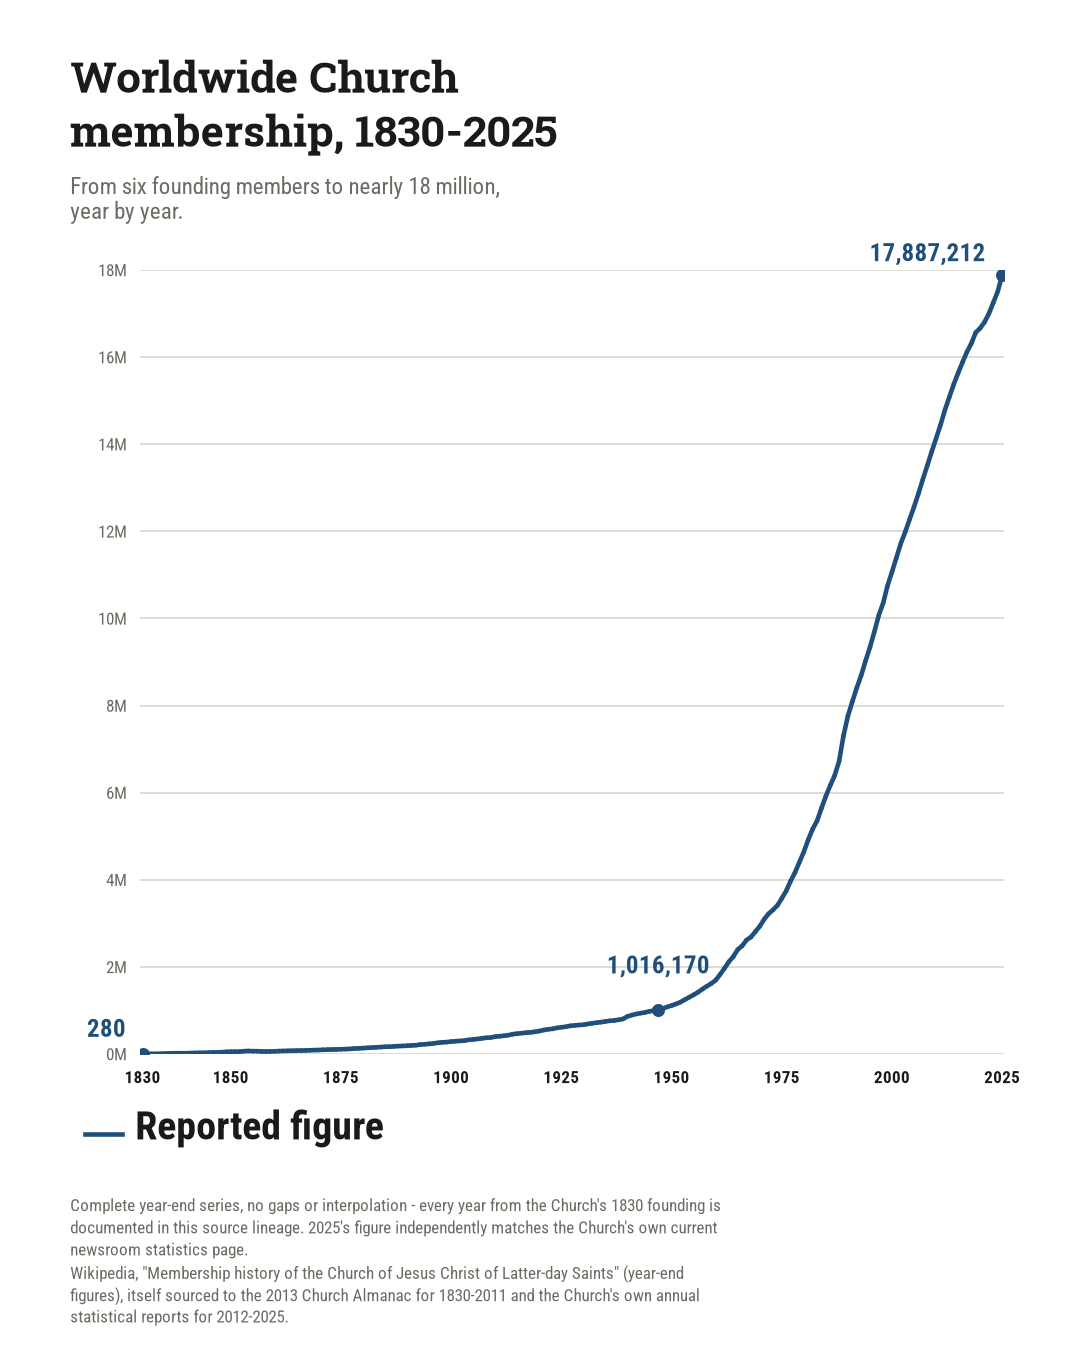 Worldwide Church
membership, 1830-2025
From six founding members to nearly 18 million,
year by year.
17,887,212
18M
16M
14M
12M
10M
8M
6M
4M
1,016,170
2M
280
0M
1830 1850 1875 1900 1925 1950 1975 2000 2025
Reported figure
Complete year-end series, no gaps or interpolation - every year from the Church's 1830 founding is
documented in this source lineage. 2025's figure independently matches the Church's own current
newsroom statistics page.
Wikipedia, "Membership history of the Church of Jesus Christ of Latter-day Saints" (year-end
figures), itself sourced to the 2013 Church Almanac for 1830-2011 and the Church's own annual
statistical reports for 2012-2025.